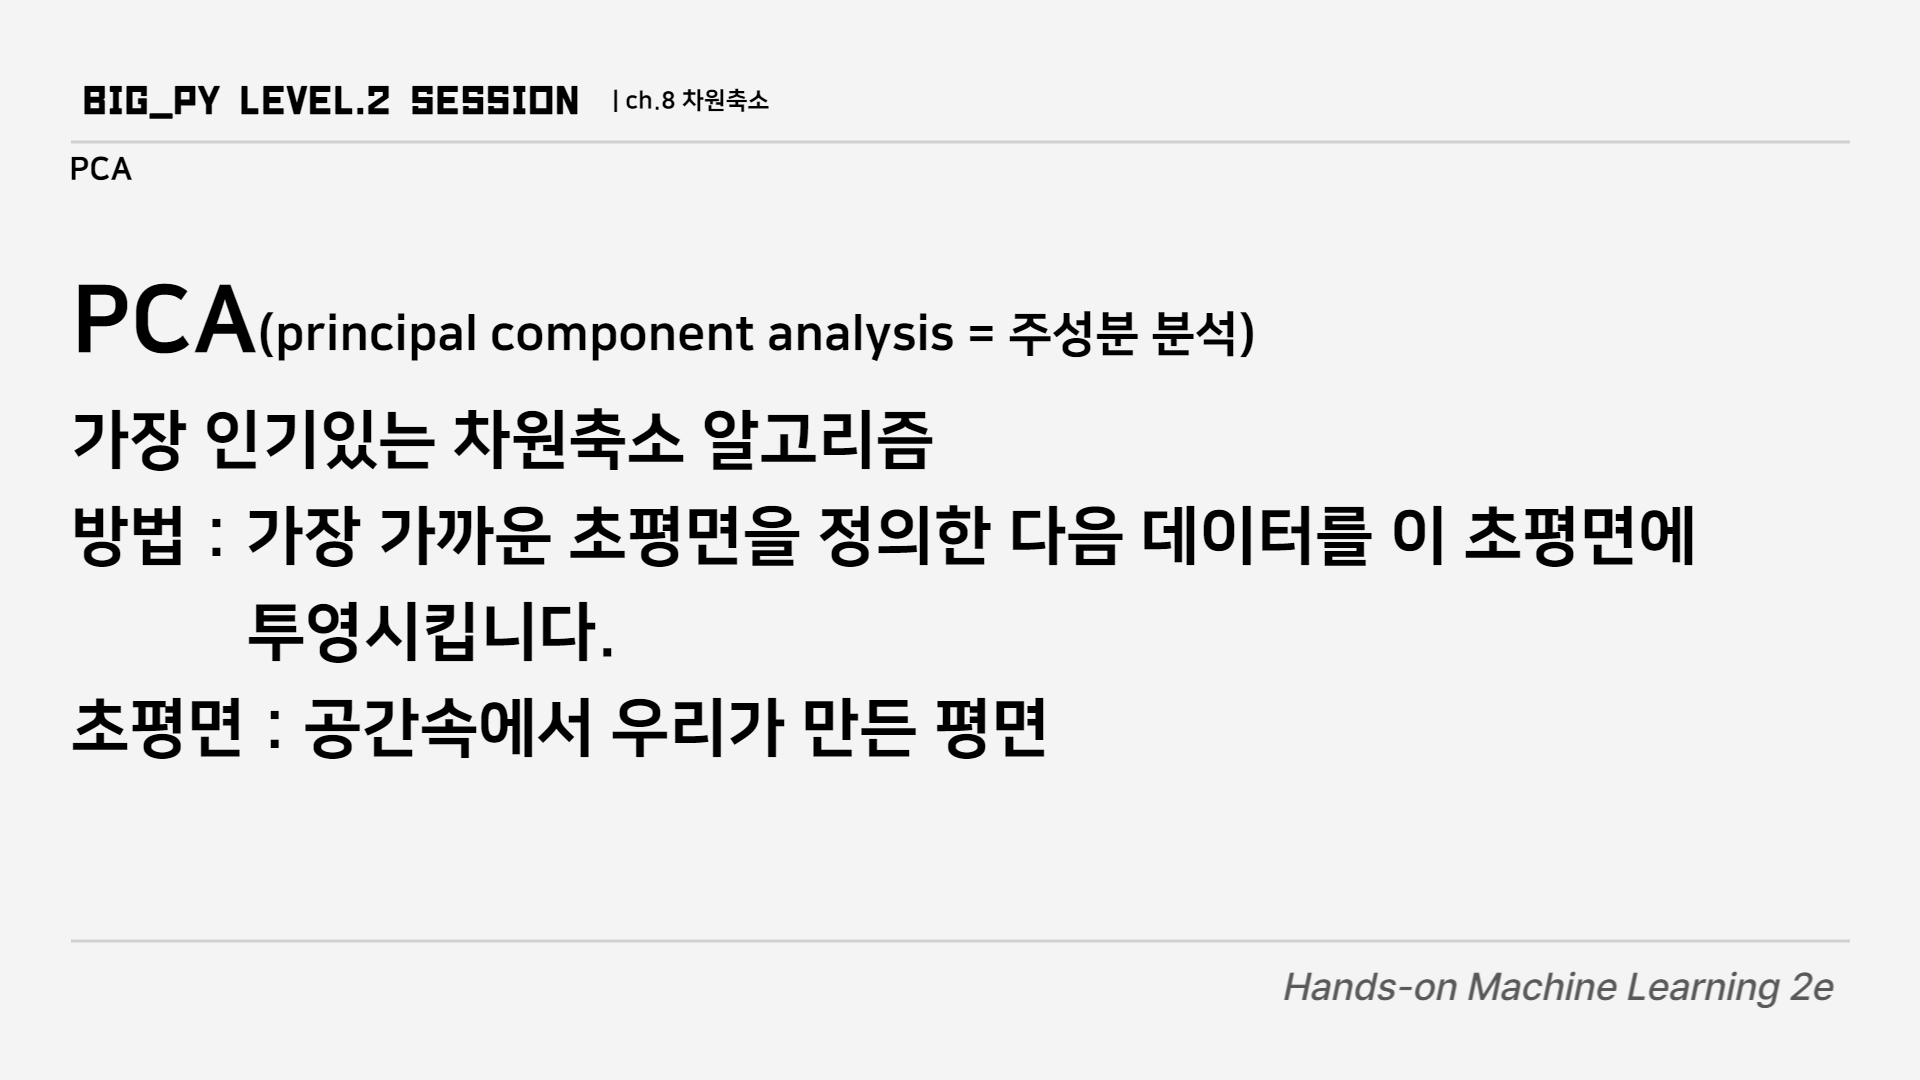 BIG_PY LEVEL.2 SESSION | ch.8 차원축소
PCA
PCA(principal component analysis = 주성분 분석)
가장 인기있는 차원축소 알고리즘
방법 : 가장 가까운 초평면을 정의한 다음 데이터를 이 초평면에
투영시킵니다.
초평면 : 공간속에서 우리가 만든 평면
Hands-on Machine Learning 2e